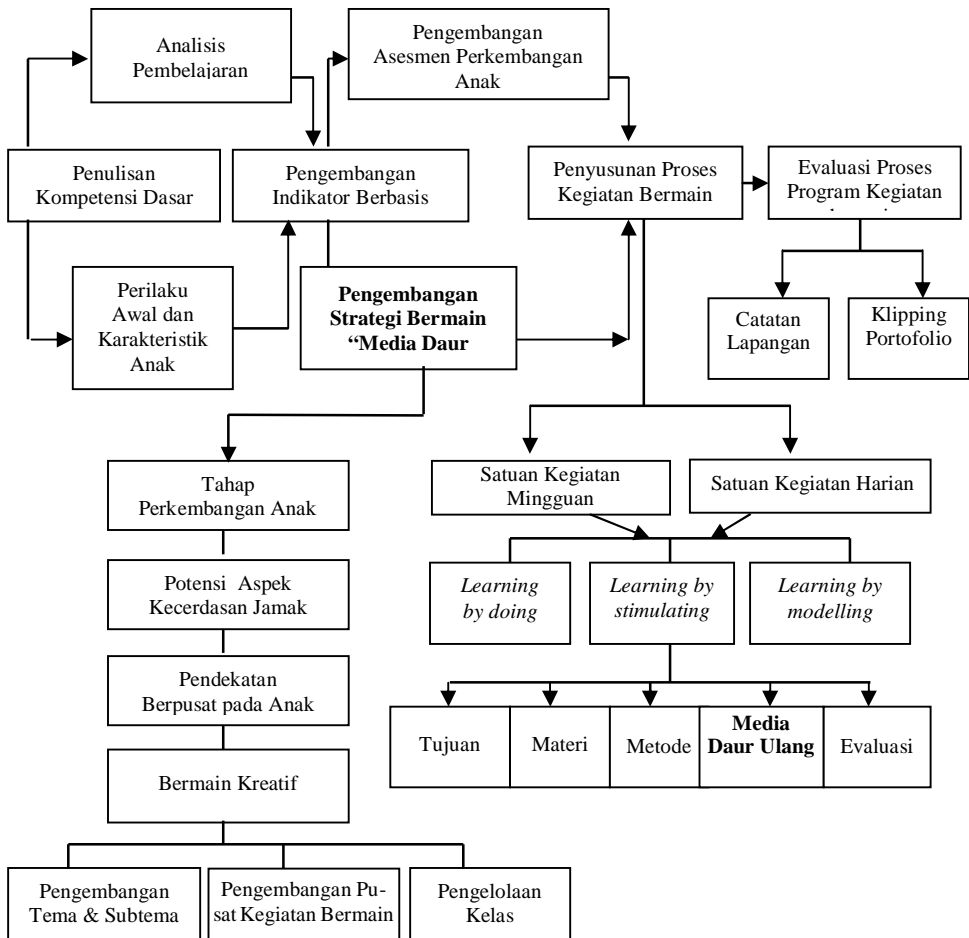 Analisis
Pembelajaran
Pengembangan
Asesmen Perkembangan
Anak
Penulisan
Kompetensi Dasar
Pengembangan
Indikator Berbasis
Penyusunan Proses
Kegiatan Bermain
Evaluasi Proses
Program Kegiatan
Perilaku
Awal dan
Karakteristik
Anak
Pengembangan
Strategi Bermain
“Media Daur
Catatan
Lapangan
Klipping
Portofolio
Tahap
Perkembangan Anak
Satuan Kegiatan
Mingguan
Satuan Kegiatan Harian
Potensi Aspek
Kecerdasan Jamak
Learning
by doing
Learning by
stimulating
Learning by
modelling
Pendekatan
Berpusat pada Anak
Tujuan
Materi
Metode
Media
Daur Ulang
Evaluasi
Bermain Kreatif
Pengembangan
Tema & Subtema
Pengembangan Pu-
sat Kegiatan Bermain
Pengelolaan
Kelas